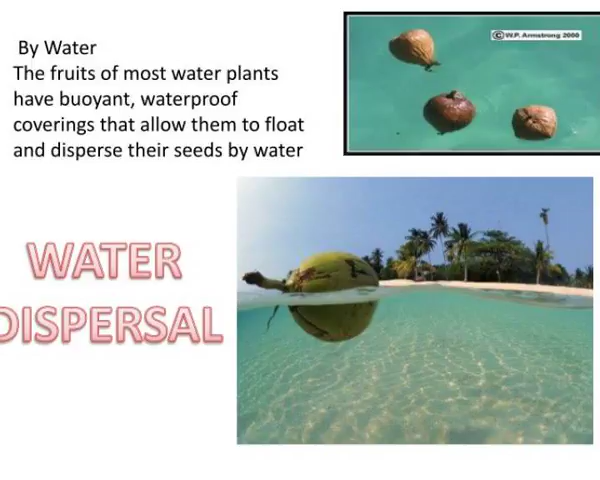 By Water
The fruits of most water plants
have buoyant, waterproof
coverings that allow them to float
and disperse their seeds by water
©W.P. Armstrong 2000
WATER
DISPERSAL